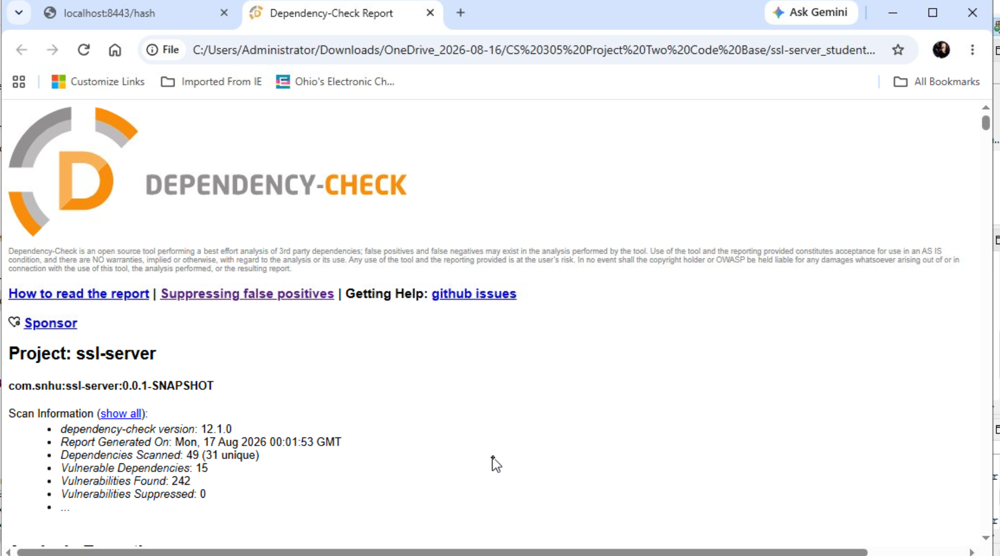 localhost:8443/hash
Dependency-Check Report
Ask Gemini
File
C:/Users/Administrator/Downloads/OneDrive_2026-08-16/CS%20305%20Project%20Two%20Code%20Base/ssl-server_student...
Customize Links
Imported From IE
Ohio's Electronic Ch...
All Bookmarks
D
DEPENDENCY-CHECK
Dependency-Check is an open source tool performing a best effort analysis of 3rd party dependencies; false positives and false negatives may exist in the analysis performed by the tool. Use of the tool and the reporting provided constitutes acceptance for use in an AS IS
condition, and there are NO warranties, implied or otherwise, with regard to the analysis or its use. Any use of the tool and the reporting provided is at the user's risk. In no event shall the copyright holder or OWASP be held liable for any damages whatsoever arising out of or in
connection with the use of this tool, the analysis performed, or the resulting report.
How to read the report | Suppressing false positives | Getting Help: github issues
Sponsor
Project: ssl-server
com.snhu:ssl-server:0.0.1-SNAPSHOT
Scan Information (show all):
• dependency-check version: 12.1.0
• Report Generated On: Mon, 17 Aug 2026 00:01:53 GMT
• Dependencies Scanned: 49 (31 unique)
• Vulnerable Dependencies: 15
• Vulnerabilities Found: 242
• Vulnerabilities Suppressed: 0
• ...